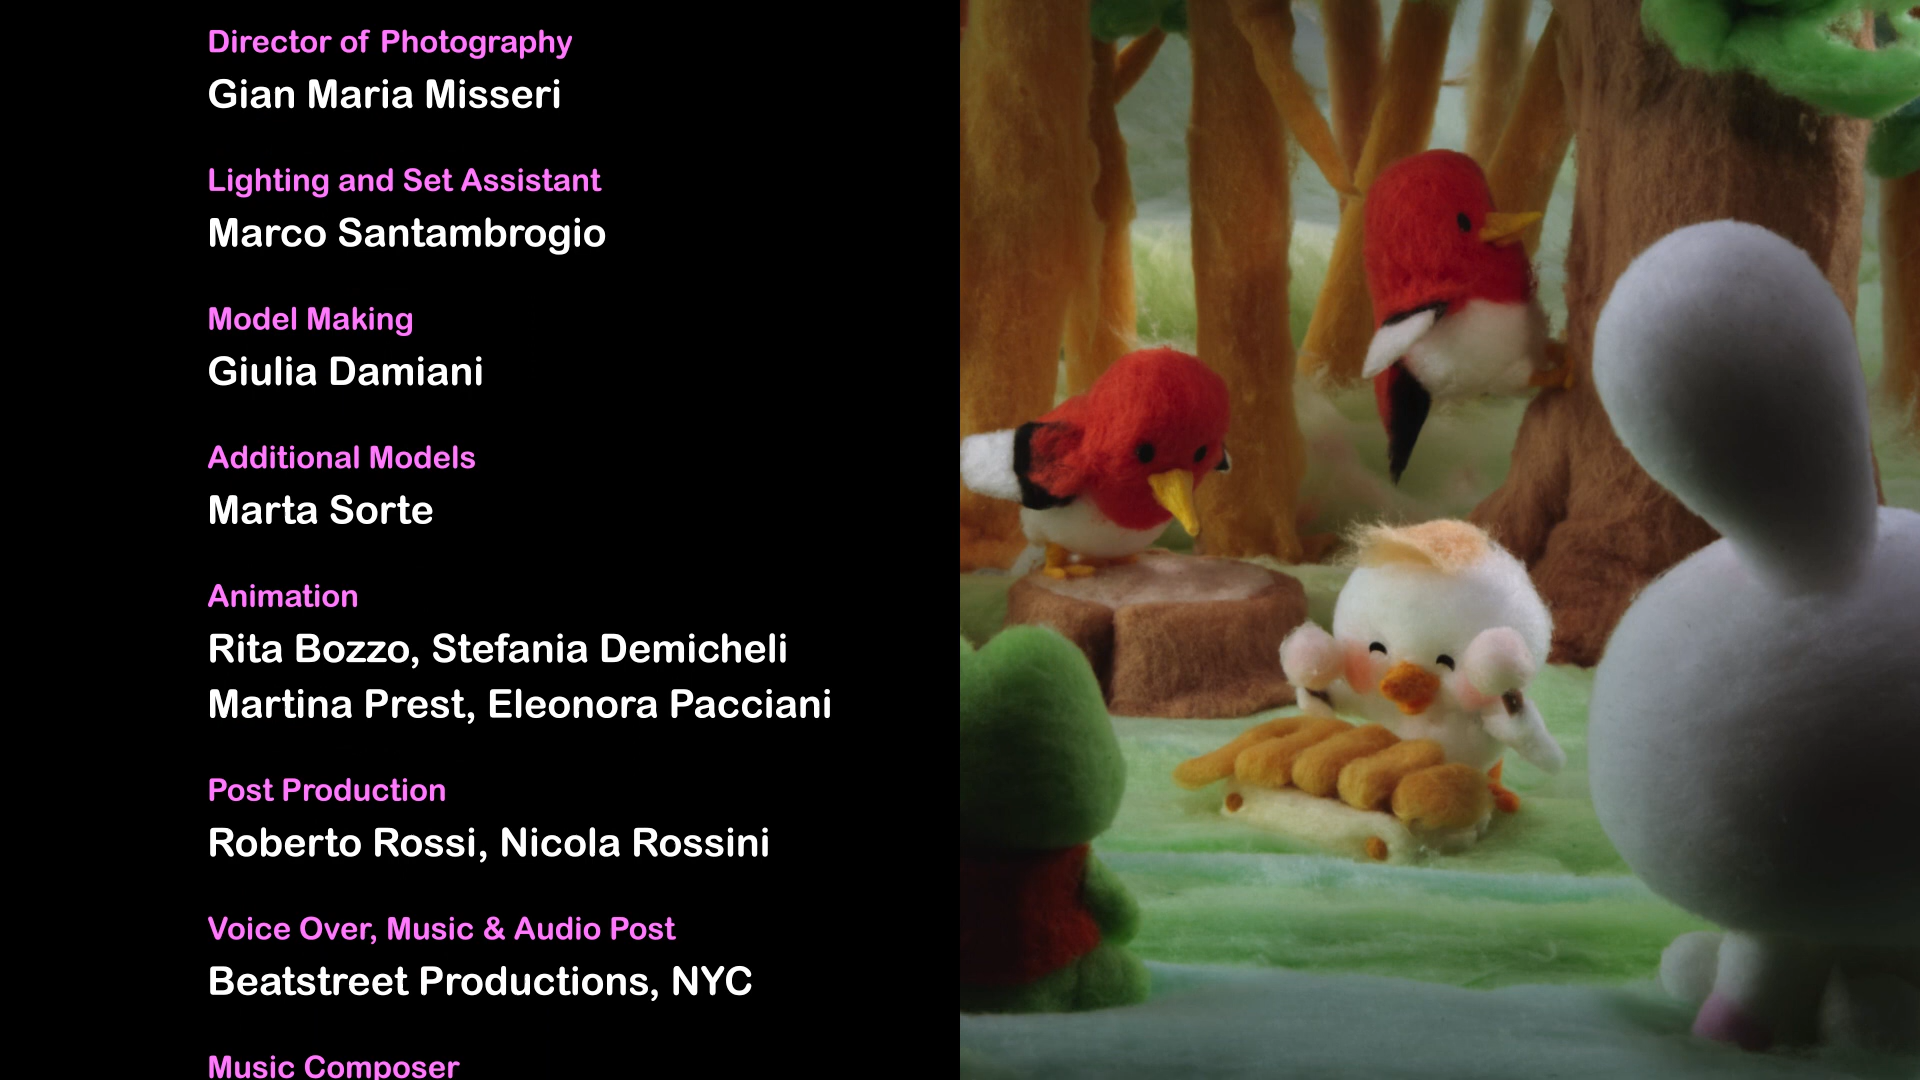 Director of Photography
Gian Maria Misseri
Lighting and Set Assistant
Marco Santambrogio
Model Making
Giulia Damiani
Additional Models
Marta Sorte
Animation
Rita Bozzo, Stefania Demicheli
Martina Prest, Eleonora Pacciani
Post Production
Roberto Rossi, Nicola Rossini
Voice Over, Music & Audio Post
Beatstreet Productions, NYC
Music Composer